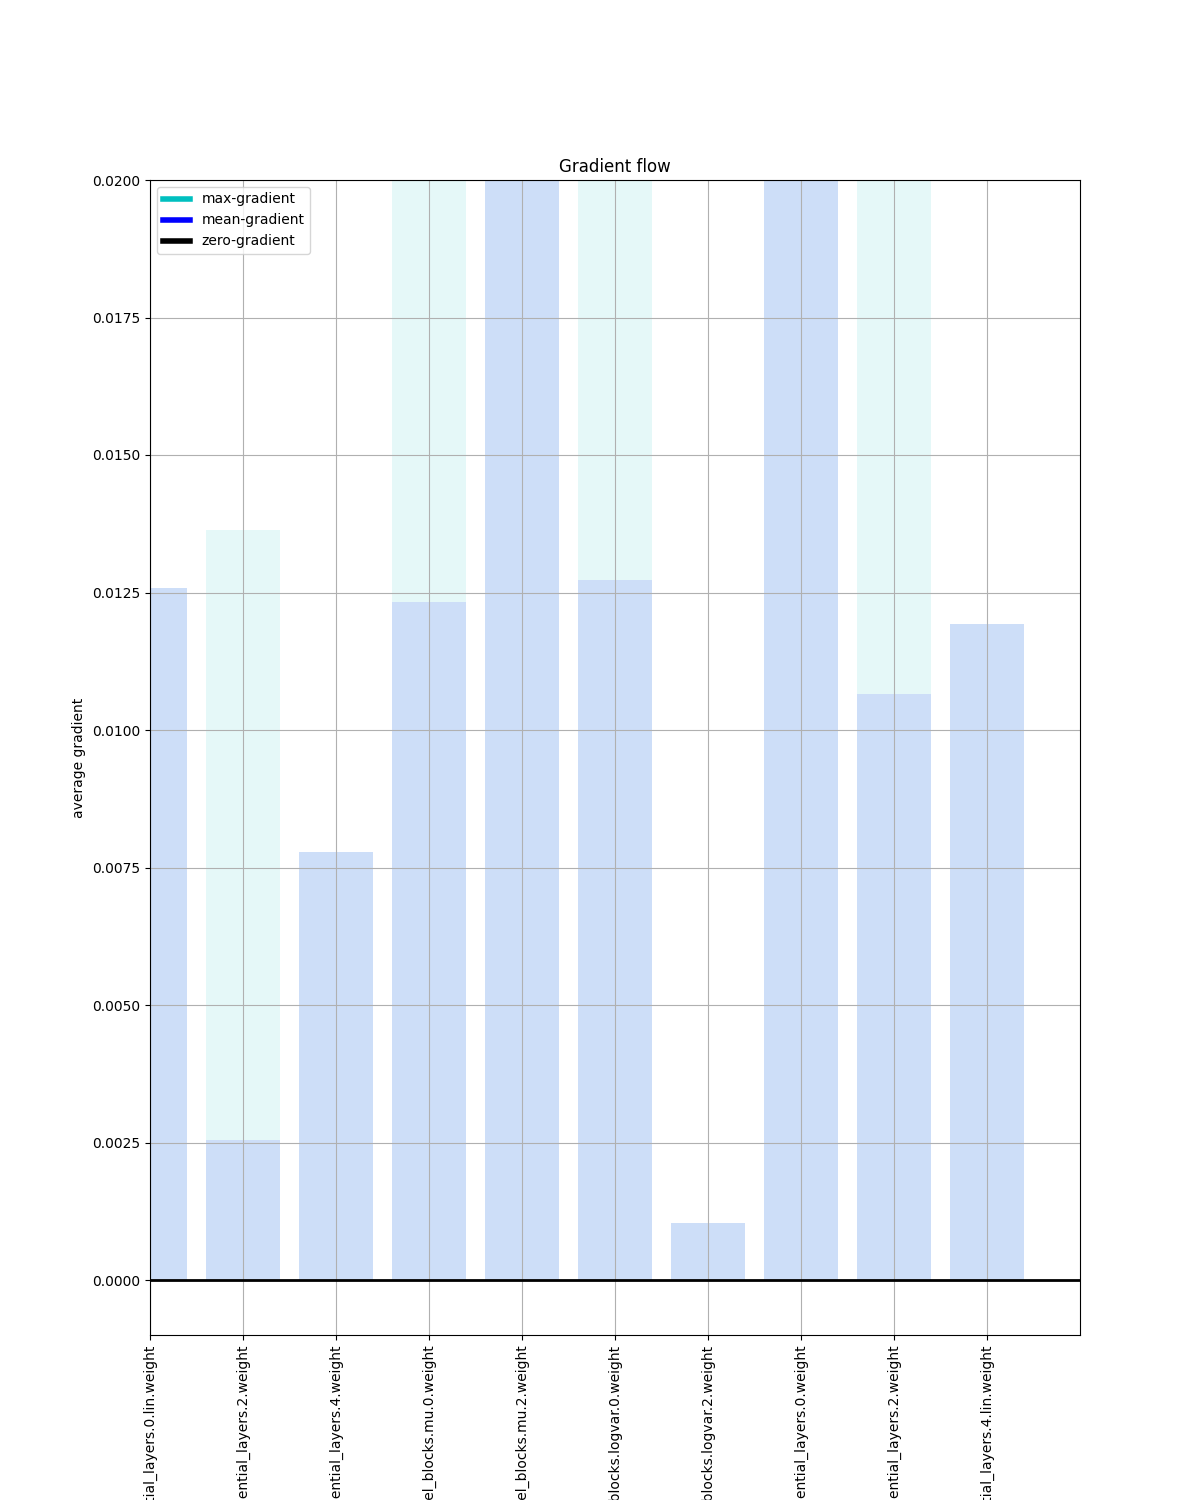 Gradient flow
max-gradient
mean-gradient
zero-gradient
0.0200
0.0175
0.0150
0.0125
0.0100
0.0075
0.0050
0.0025
0.0000
average gradient
tial_layers.0.lin.weight
ential_layers.2.weight
ential_layers.4.weight
el_blocks.mu.0.weight
el_blocks.mu.2.weight
blocks.logvar.0.weight
blocks.logvar.2.weight
ential_layers.0.weight
ential_layers.2.weight
tial_layers.4.lin.weight